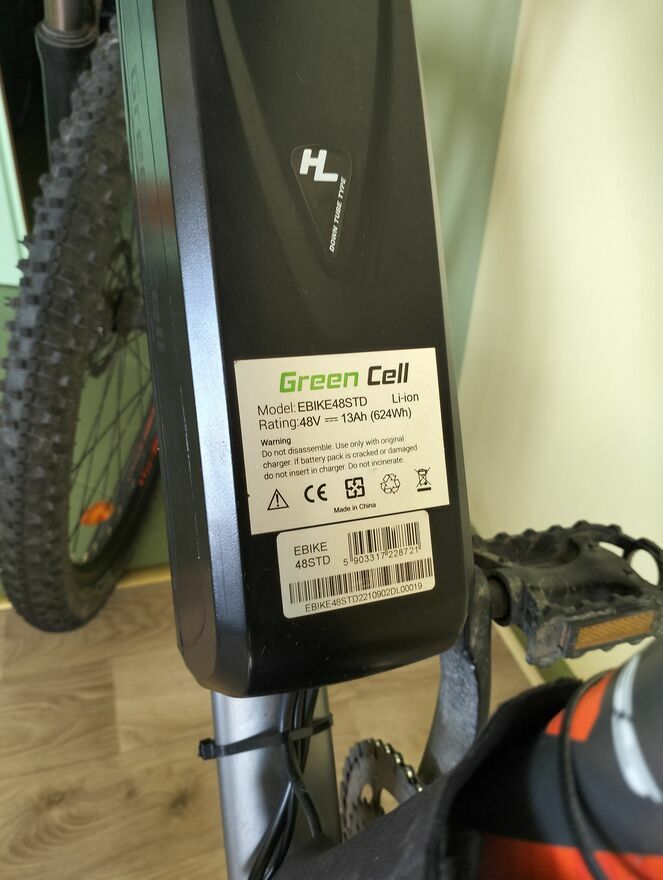 HL
DOWN TUBE TYPE
Green Cell
Model: EBIKE48STD Li-ion
Rating: 48V 13Ah (624Wh)
Warning
Do not disassemble. Use only with original
charger. If battery pack is cracked or damaged
do not insert in charger. Do not incinerate.
CE
Made in China
EBIKE
48STD
5 903317 228721
EBIKE48STD2210902DL00019